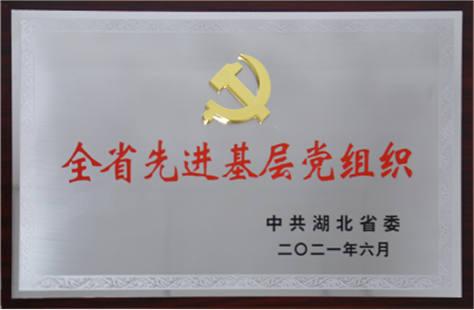 全省先进基层党组织
中共湖北省委
二〇二一年六月